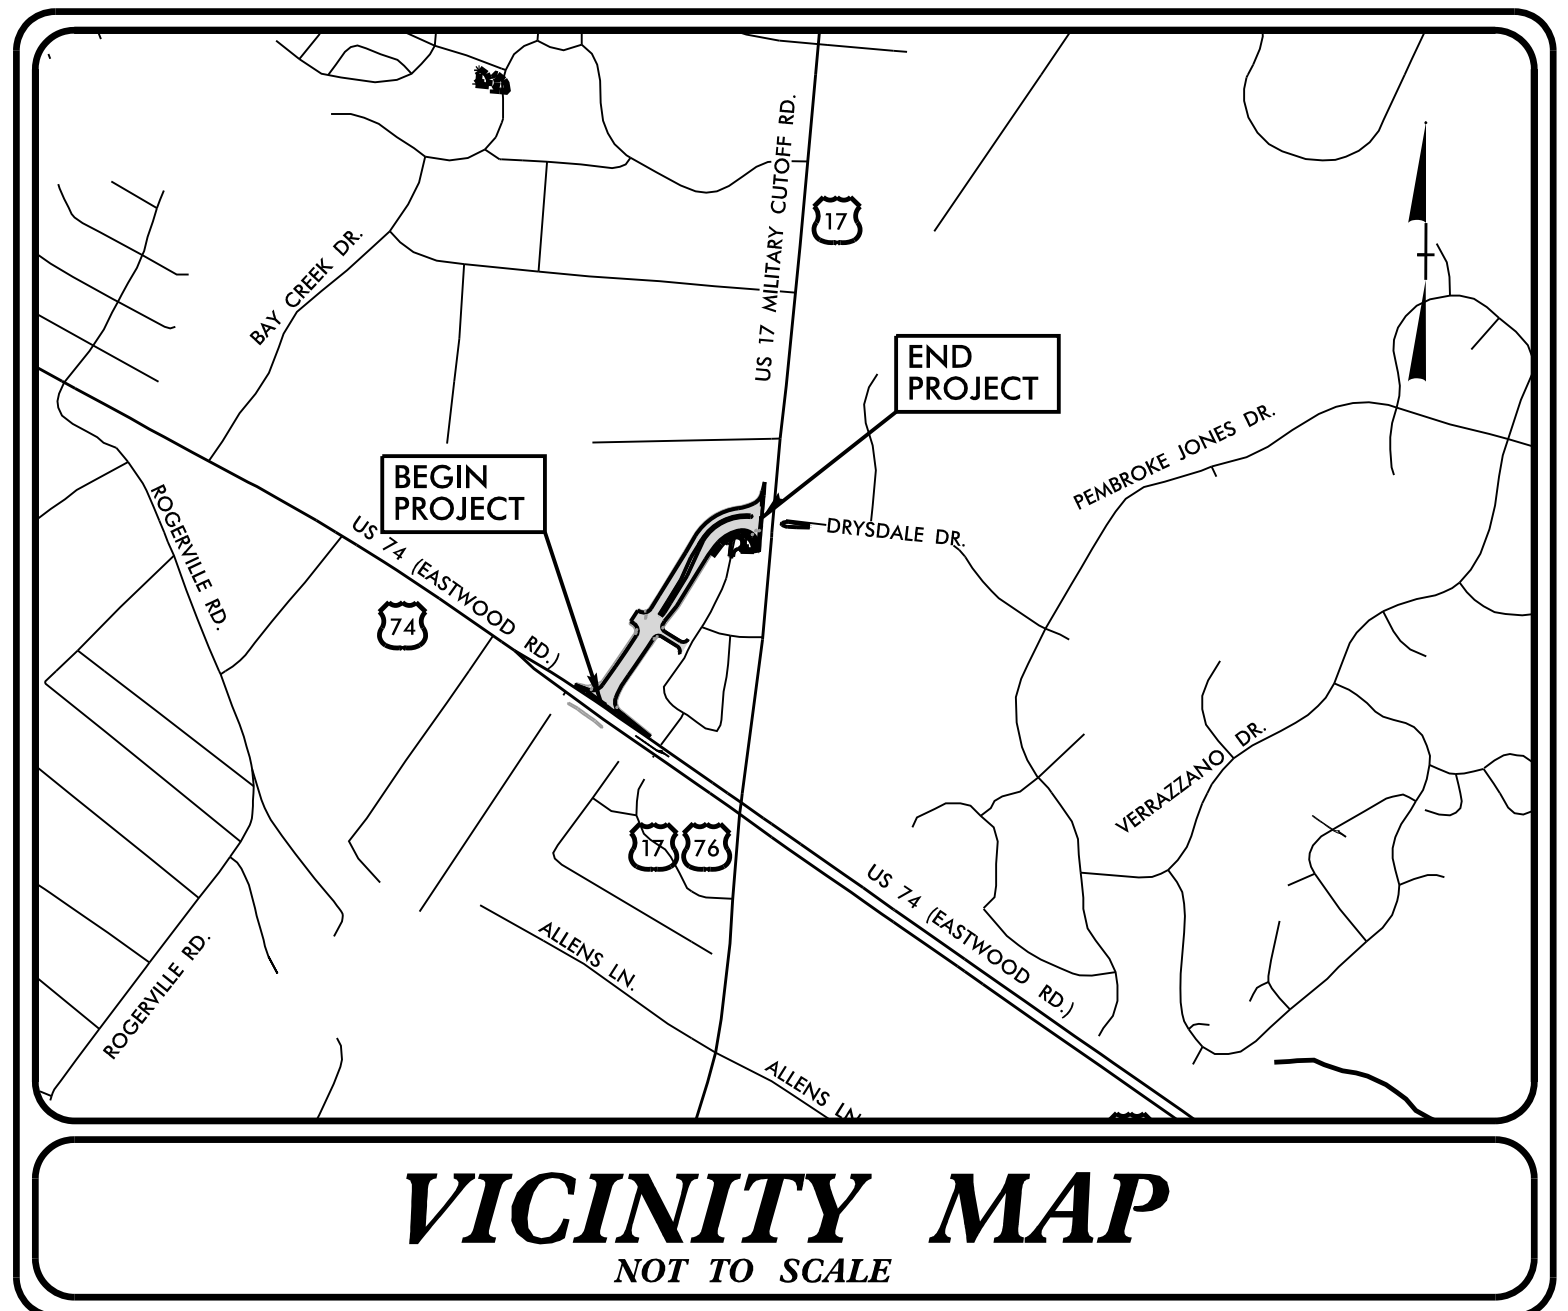 US 17 MILITARY CUTOFF RD.
17
BAY CREEK DR.
END
PROJECT
PEMBROKE JONES DR.
BEGIN
PROJECT
ROGERVILLE RD.
US 74 (EASTWOOD RD.)
DRYSDALE DR.
74
VERRAZZANO DR.
17
76
US 74 (EASTWOOD RD.)
ALLENS LN.
ROGERVILLE RD.
ALLENS LN.
VICINITY MAP
NOT TO SCALE